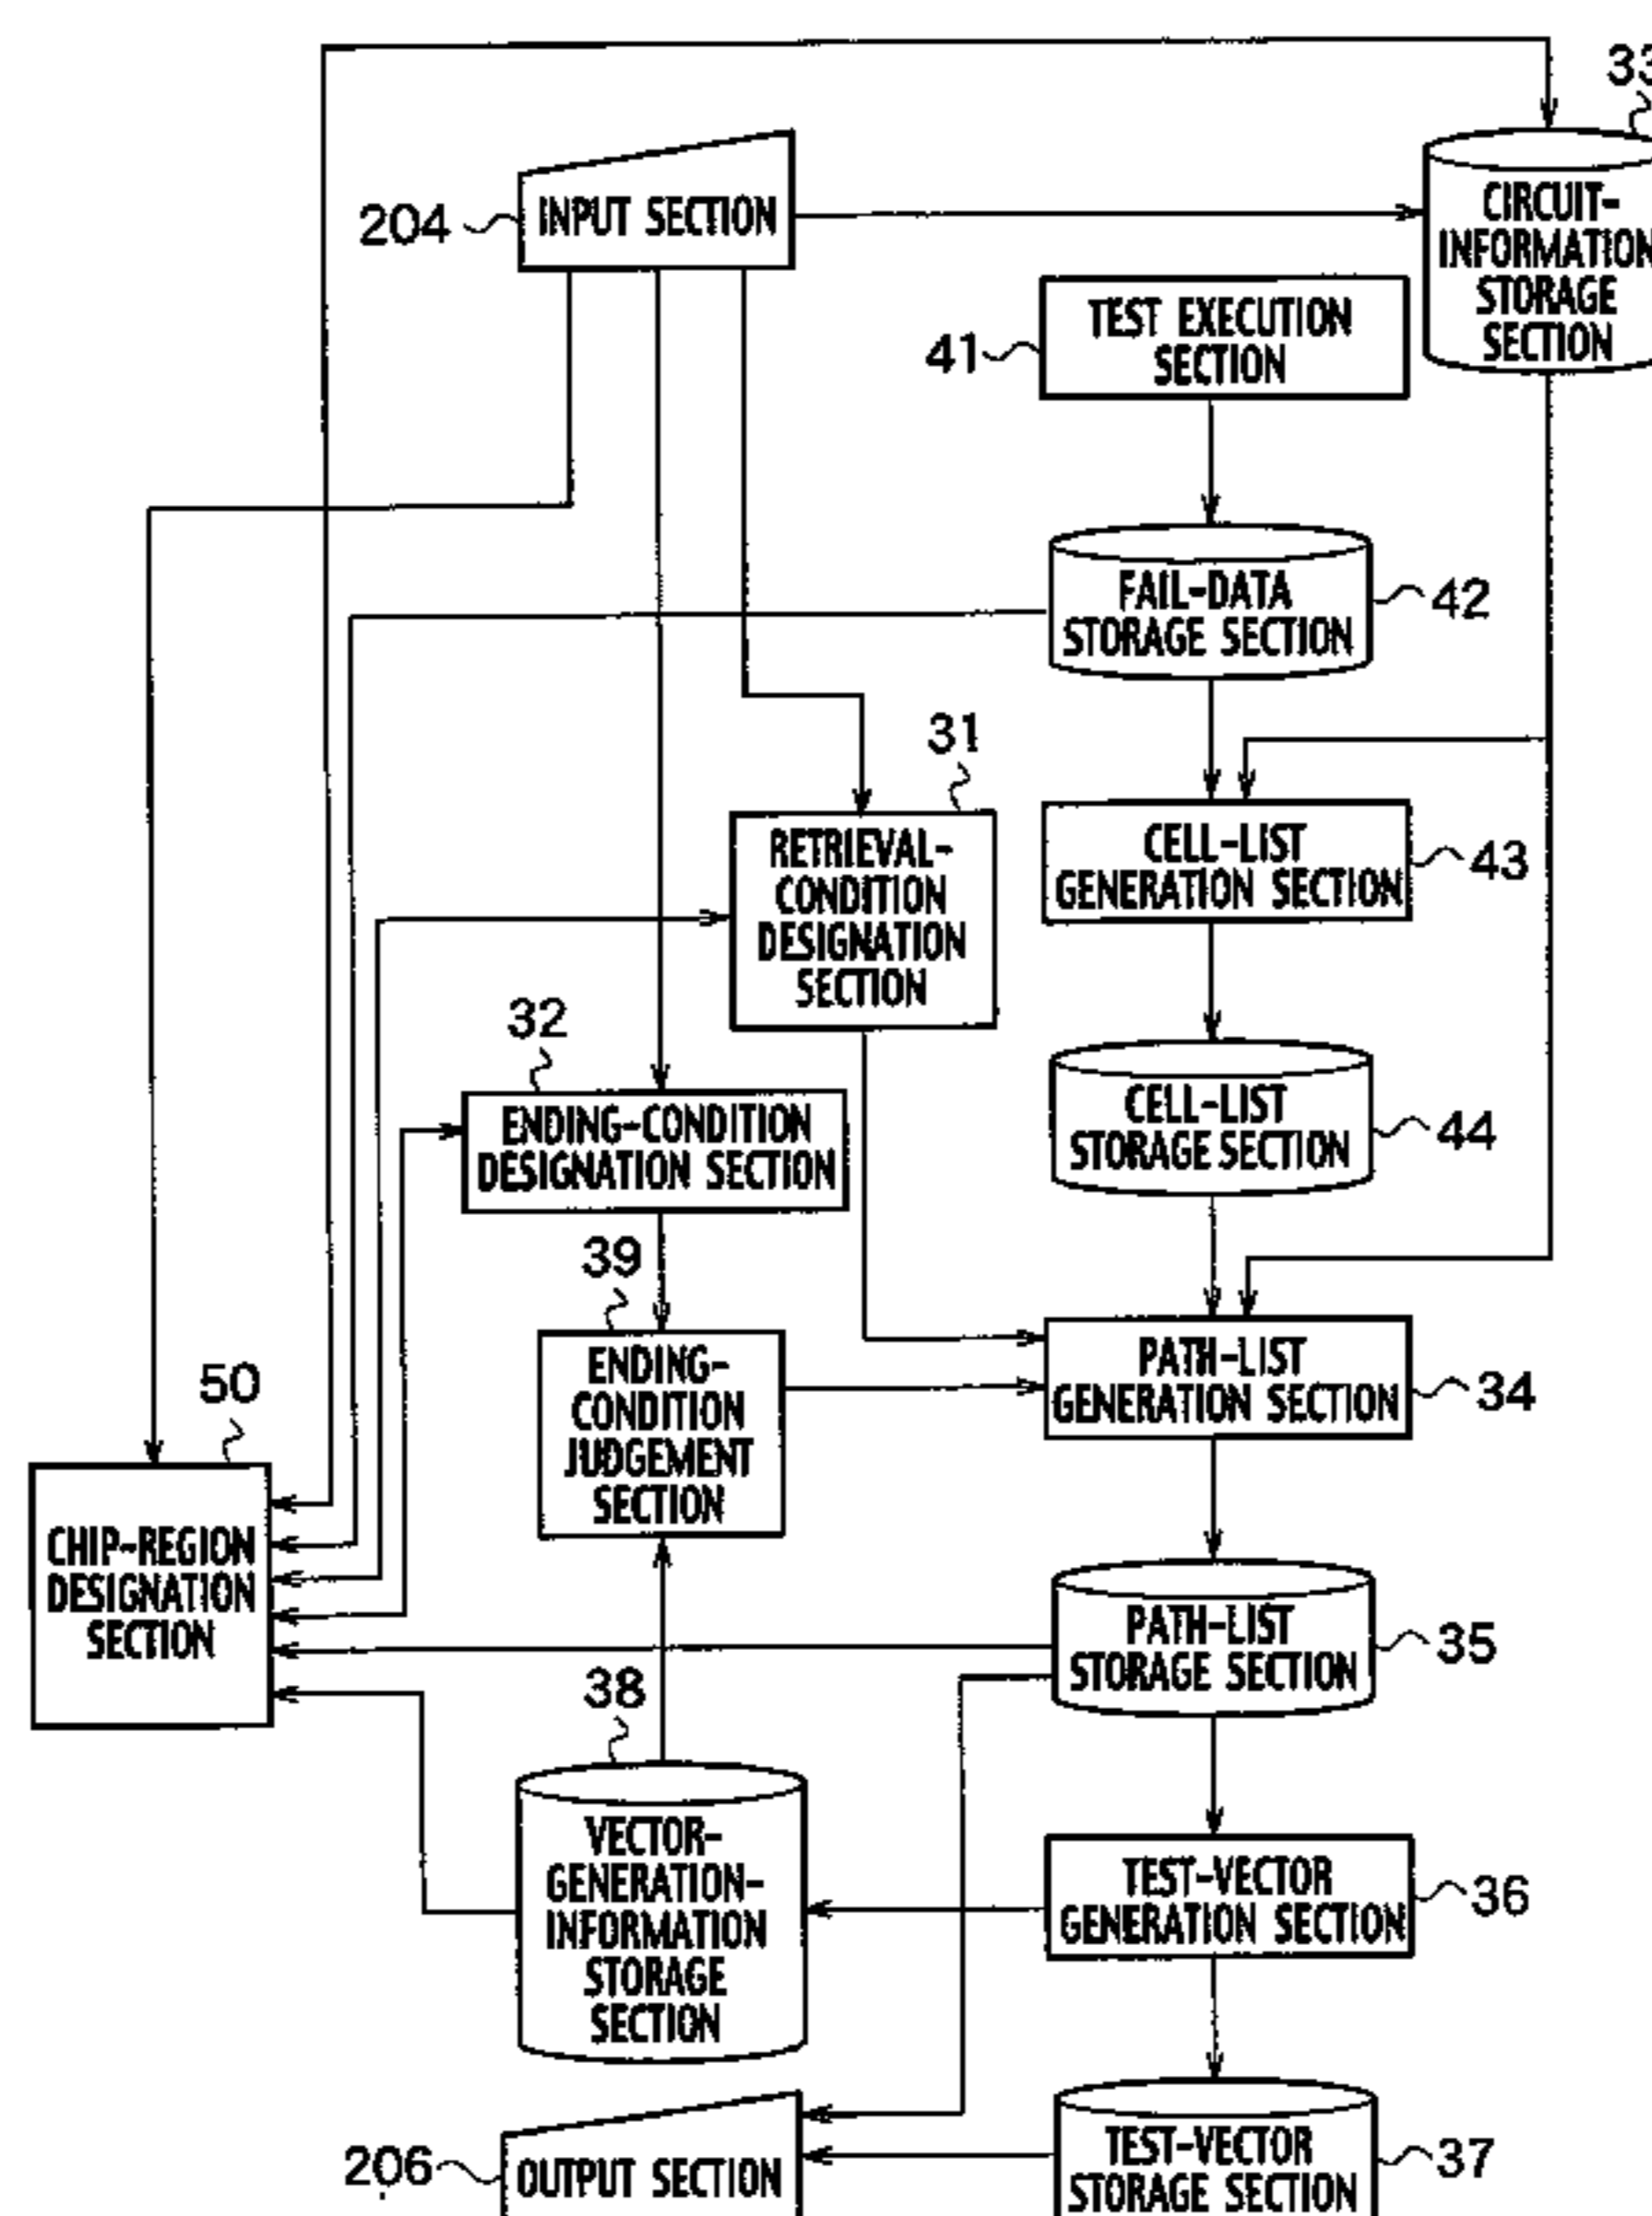 33
204
INPUT SECTION
CIRCUIT-
INFORMATION
STORAGE
SECTION
41
TEST EXECUTION
SECTION
FAIL-DATA
STORAGE SECTION
42
31
RETRIEVAL-
CONDITION
DESIGNATION
SECTION
CELL-LIST
GENERATION SECTION
43
32
ENDING-CONDITION
DESIGNATION SECTION
CELL-LIST
STORAGE SECTION
44
39
ENDING-
CONDITION
JUDGEMENT
SECTION
PATH-LIST
GENERATION SECTION
34
50
CHIP-REGION
DESIGNATION
SECTION
PATH-LIST
STORAGE SECTION
35
38
VECTOR-
GENERATION-
INFORMATION
STORAGE
SECTION
TEST-VECTOR
GENERATION SECTION
36
206
OUTPUT SECTION
TEST-VECTOR
STORAGE SECTION
37